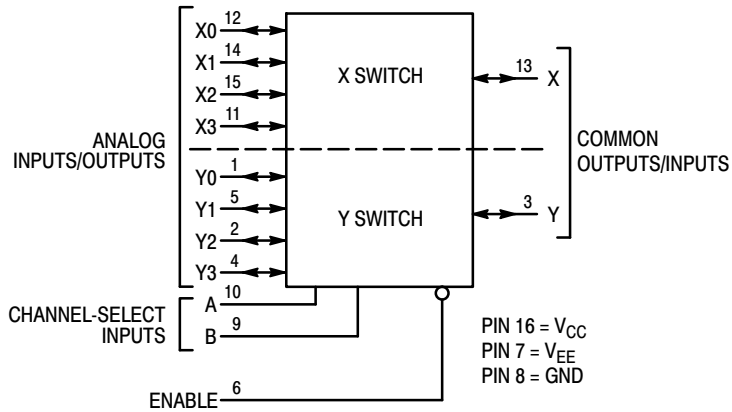 X0 12
X1 14
X2 15
X3 11
X SWITCH
13 X
ANALOG
INPUTS/OUTPUTS
COMMON
OUTPUTS/INPUTS
Y0 1
Y1 5
Y2 2
Y3 4
Y SWITCH
3 Y
CHANNEL-SELECT
INPUTS
A 10
B 9
ENABLE 6
PIN 16 = VCC
PIN 7 = VEE
PIN 8 = GND